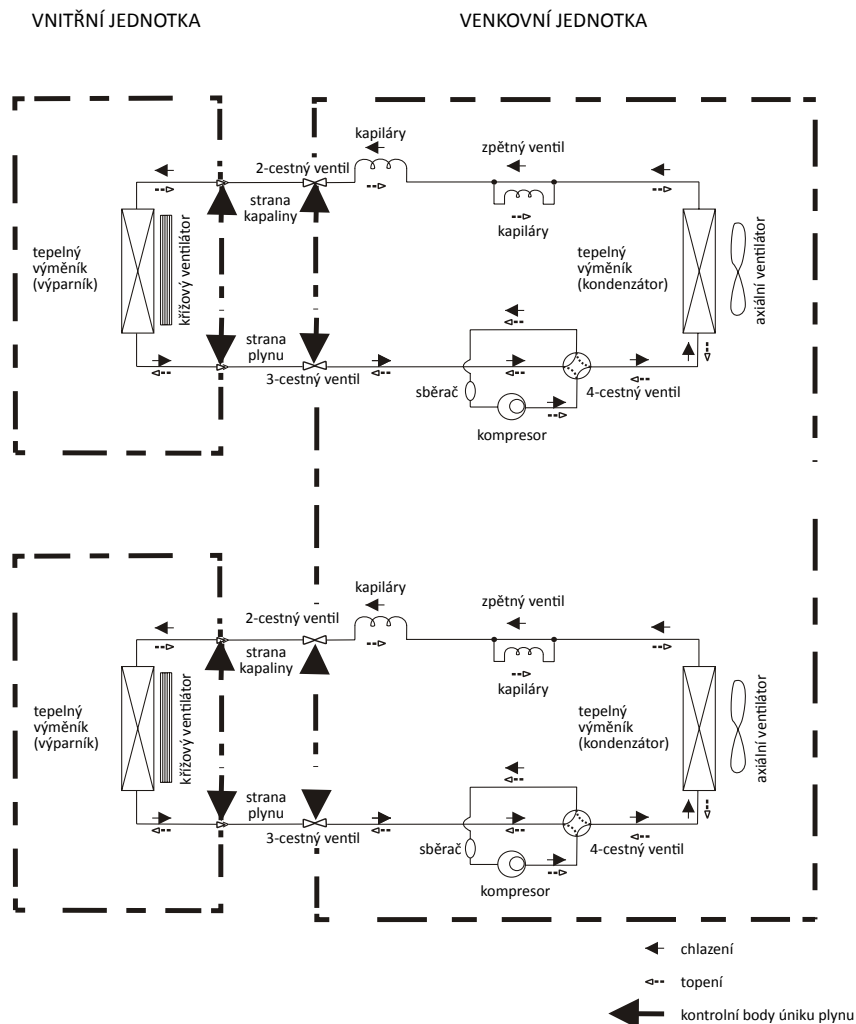 VNITŘNÍ JEDNOTKA
VENKOVNÍ JEDNOTKA
kapiláry
zpětný ventil
2-cestný ventil
strana
kapaliny
kapiláry
tepelný
výměník
(výparník)
křížový ventilátor
tepelný
výměník
(kondenzátor)
axiální ventilátor
strana
plynu
3-cestný ventil
sběrač
4-cestný ventil
kompresor
kapiláry
zpětný ventil
2-cestný ventil
strana
kapaliny
kapiláry
tepelný
výměník
(výparník)
křížový ventilátor
tepelný
výměník
(kondenzátor)
axiální ventilátor
strana
plynu
3-cestný ventil
sběrač
4-cestný ventil
kompresor
chlazení
topení
kontrolní body úniku plynu